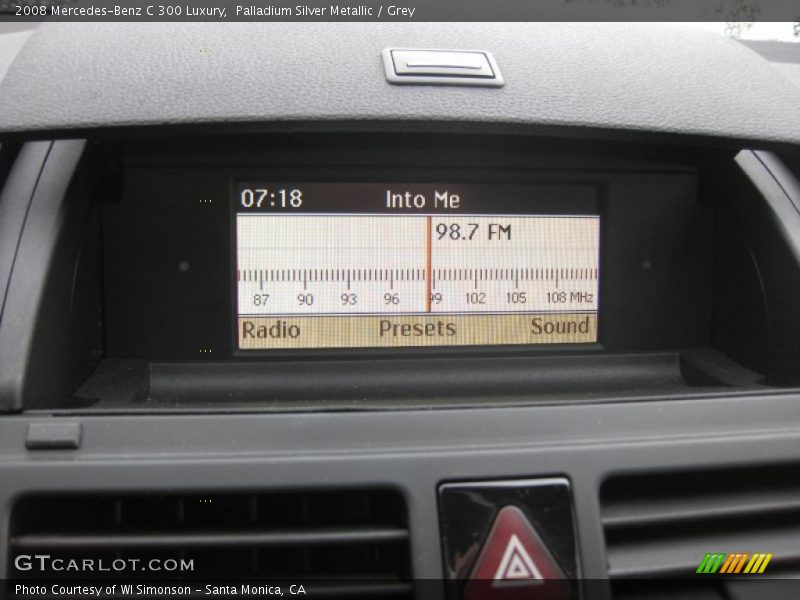 2008 Mercedes-Benz C 300 Luxury,  Palladium Silver Metallic / Grey
07:18 Into Me
98.7 FM
87 90 93 96 99 102 105 108 MHz
Radio Presets Sound
GTCARLOT.COM
Photo Courtesy of WI Simonson - Santa Monica, CA